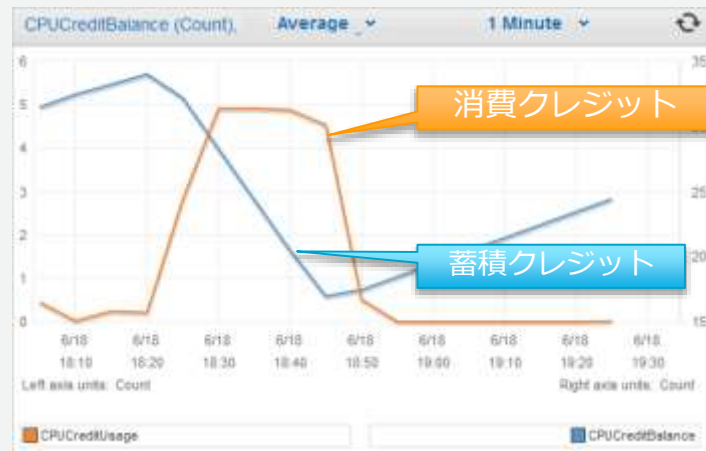 CPUCreditBalance (Count), Average 1 Minute
6 35
5 消費クレジット
4
3 25
2 20
蓄積クレジット
1
0 15
6/18 6/18 6/18 6/18 6/18 6/18 6/18 6/18 6/18
18:10 18:20 18:30 18:40 18:50 19:00 19:10 19:20 19:30
Left axis units: Count Right axis units: Count
CPUCreditUsage CPUCreditBalance